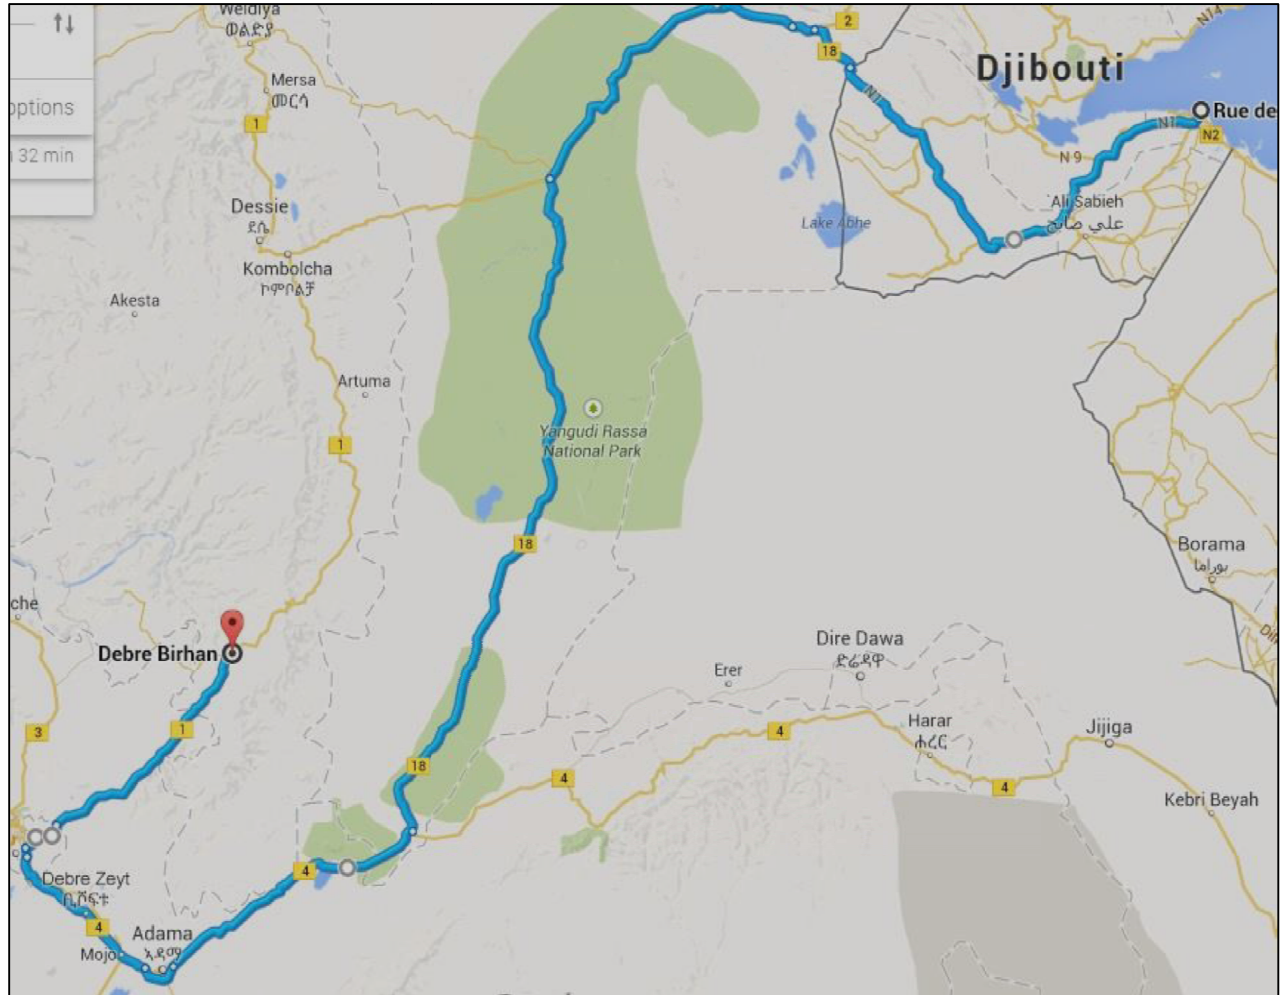 Weldiya
ወልድያ
2
N14
18
Djibouti
options
Mersa
መርሳ
N1
1
Rue de
N1
N2
32 min
N 9
Dessie
ደሴ
Ali Sabieh
علي صابح
Lake Abhe
Kombolcha
ኮምቦልቻ
Akesta
Artuma
Yangudi Rassa
National Park
1
18
Borama
بوراما
che
Debre Birhan
Dire Dawa
ድሬዳዋ
Erer
1
3
4
Harar
ሐረር
Jijiga
18
4
4
Kebri Beyah
4
Debre Zeyt
ቢሾፍቱ
4
Adama
አዳማ
Mojo